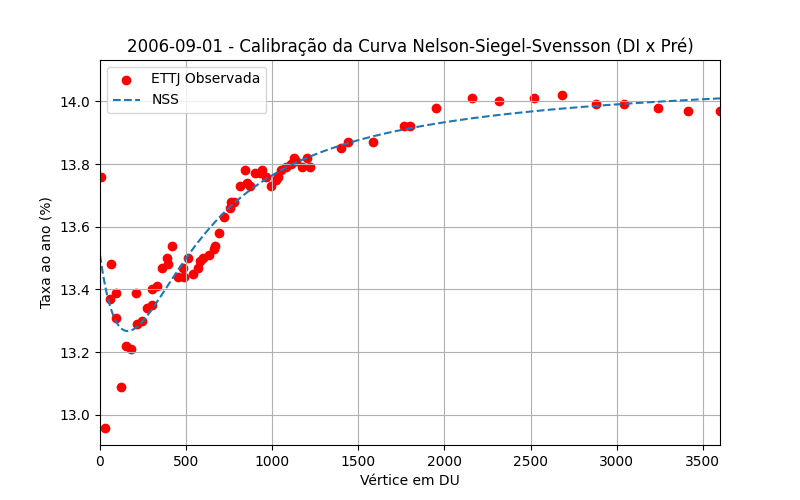 2006-09-01 - Calibração da Curva Nelson-Siegel-Svensson (DI x Pré)
ETTJ Observada
NSS
Taxa ao ano (%)
14.0
13.8
13.6
13.4
13.2
13.0
0 500 1000 1500 2000 2500 3000 3500
Vértice em DU